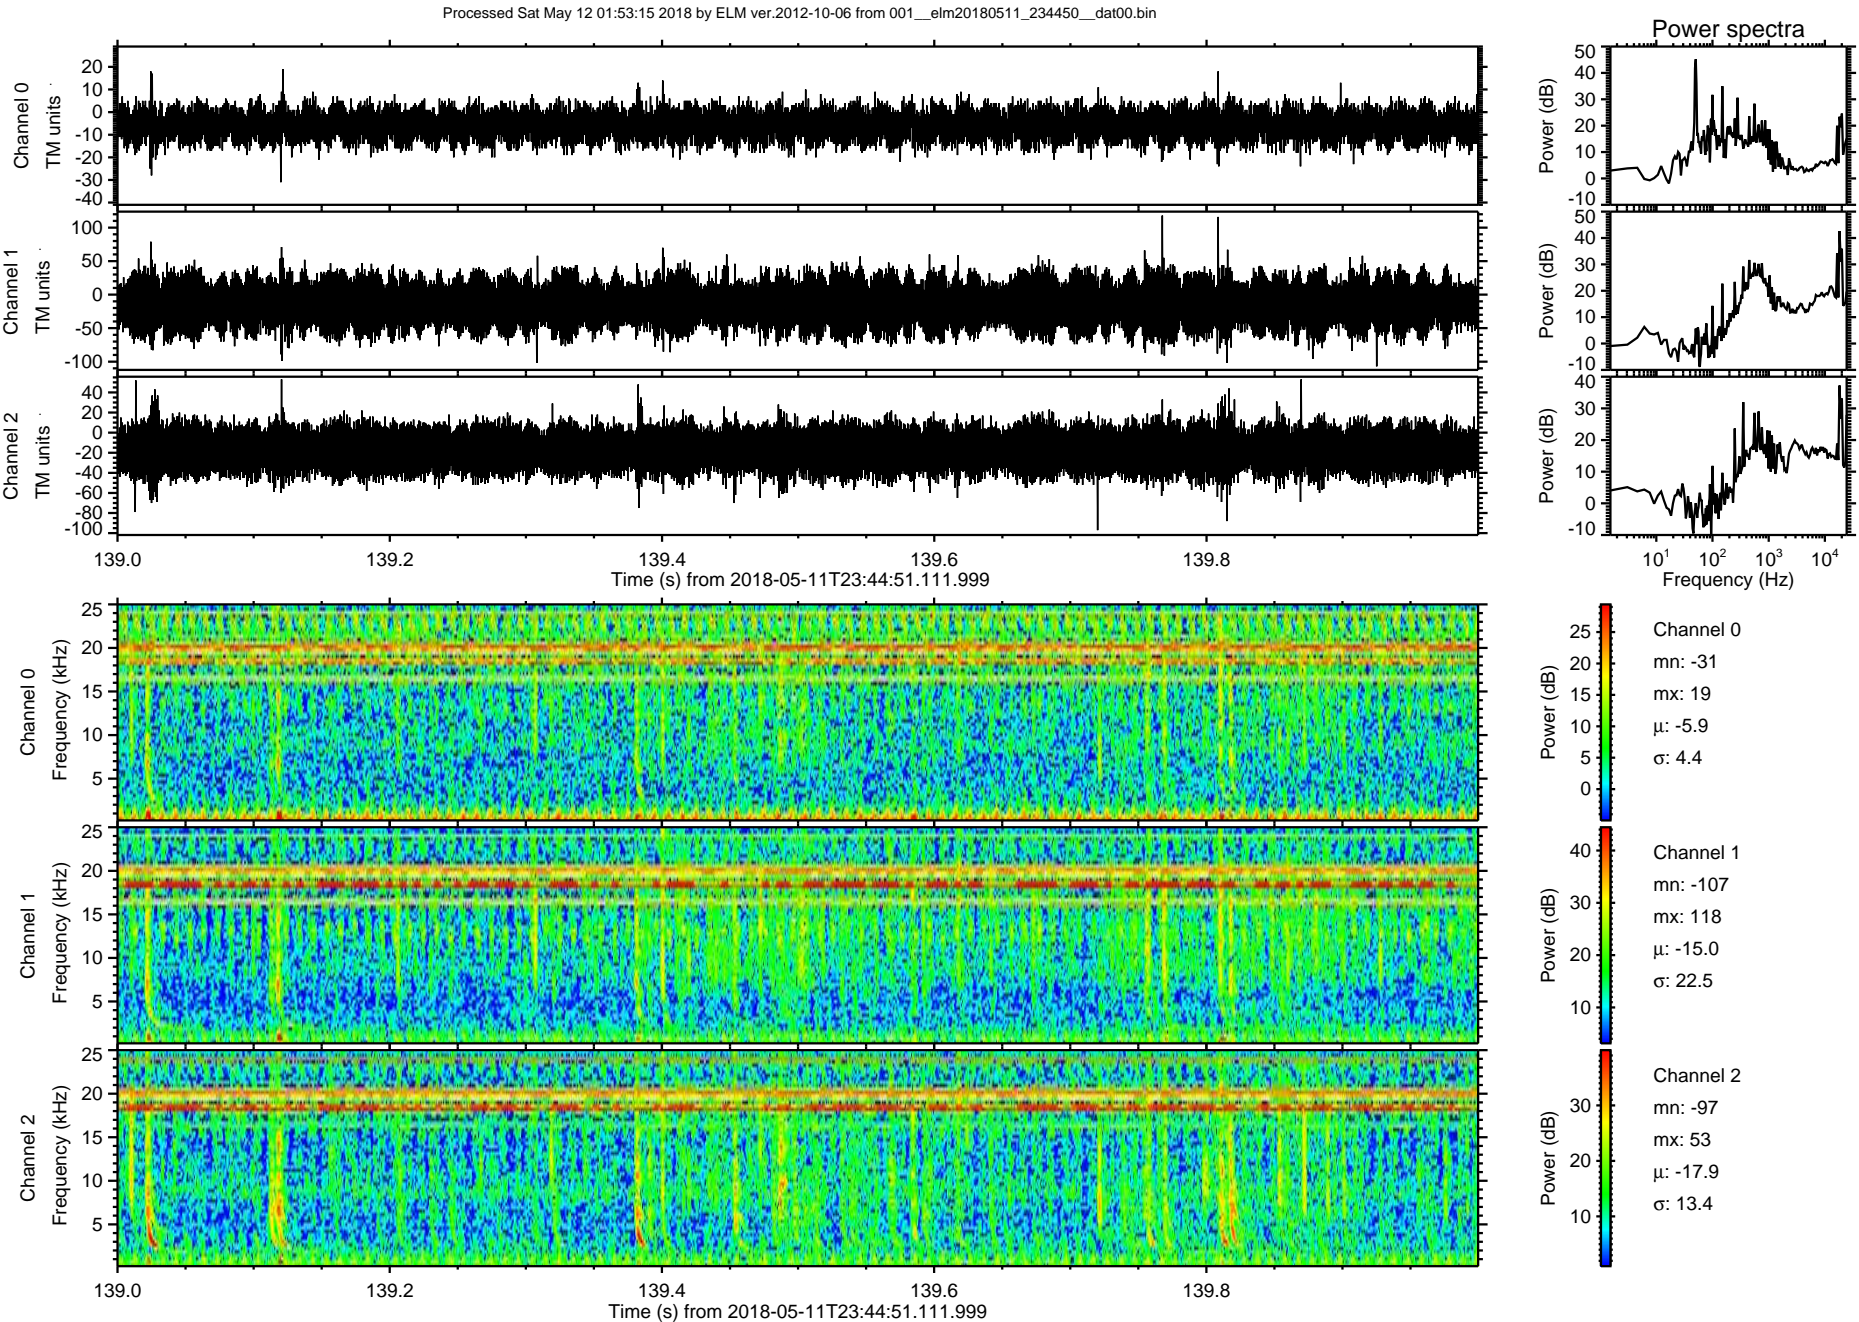 Processed Sat May 12 01:53:15 2018 by ELM ver.2012-10-06 from 001__elm20180511_234450__dat00.bin
Power spectra
Channel 0
TM units
20
10
0
-10
-20
-30
-40
Power (dB)
50
40
30
20
10
0
-10
Channel 1
TM units
100
50
0
-50
-100
Power (dB)
50
40
30
20
10
0
-10
Channel 2
TM units
40
20
0
-20
-40
-60
-80
-100
Power (dB)
40
30
20
10
0
-10
139.0 139.2 139.4 139.6 139.8
Time (s) from 2018-05-11T23:44:51.111.999
10^1 10^2 10^3 10^4
Frequency (Hz)
Channel 0
Frequency (kHz)
25
20
15
10
5
Power (dB)
25
20
15
10
5
0
Channel 0
mn: -31
mx: 19
μ: -5.9
σ: 4.4
Channel 1
Frequency (kHz)
25
20
15
10
5
Power (dB)
40
30
20
10
Channel 1
mn: -107
mx: 118
μ: -15.0
σ: 22.5
Channel 2
Frequency (kHz)
25
20
15
10
5
Power (dB)
30
20
10
Channel 2
mn: -97
mx: 53
μ: -17.9
σ: 13.4
139.0 139.2 139.4 139.6 139.8
Time (s) from 2018-05-11T23:44:51.111.999